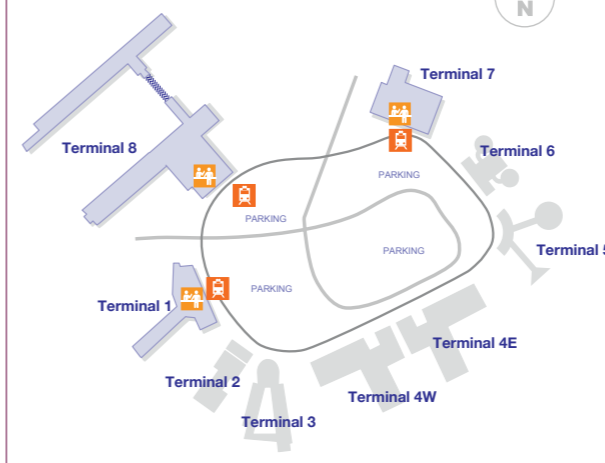 N
Terminal 7
Terminal 8
Terminal 6
PARKING
PARKING
Terminal 5
PARKING
PARKING
Terminal 1
Terminal 4E
Terminal 2
Terminal 4W
Terminal 3